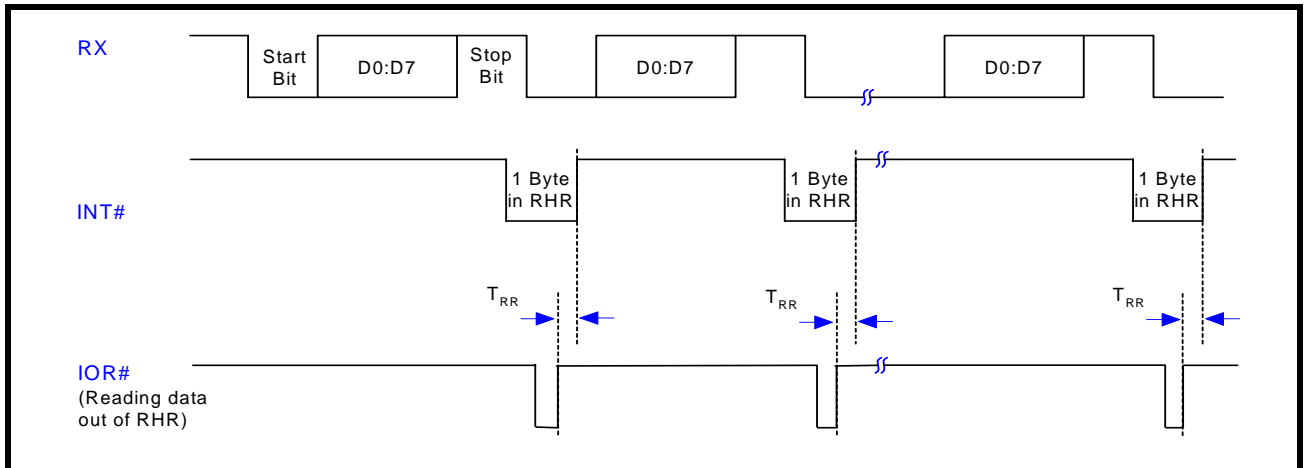 RX
Start
Bit
D0:D7
Stop
Bit
D0:D7
D0:D7
INT#
1 Byte
in RHR
1 Byte
in RHR
1 Byte
in RHR
TRR
TRR
TRR
IOR#
(Reading data
out of RHR)